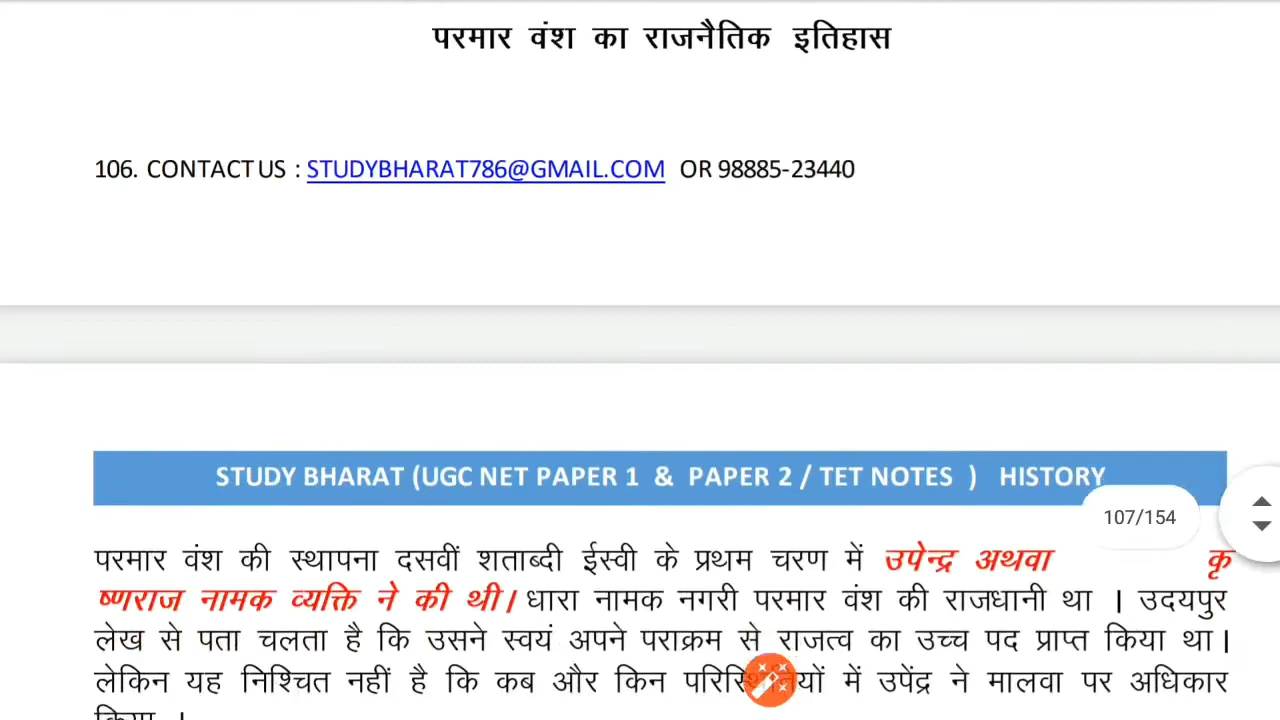 परमार वंश का राजनैतिक इतिहास
106. CONTACT US : STUDYBHARAT786@GMAIL.COM OR 98885-23440
STUDY BHARAT (UGC NET PAPER 1 & PAPER 2 / TET NOTES ) HISTORY
107/154
परमार वंश की स्थापना दसवीं शताब्दी ईस्वी के प्रथम चरण में उपेन्द्र अथवा कृ
ष्णराज नामक व्यक्ति ने की थी। धारा नामक नगरी परमार वंश की राजधानी था । उदयपुर
लेख से पता चलता है कि उसने स्वयं अपने पराक्रम से राजत्व का उच्च पद प्राप्त किया था।
लेकिन यह निश्चित नहीं है कि कब और किन में उपेंद्र ने मालवा पर अधिकार
किया ।